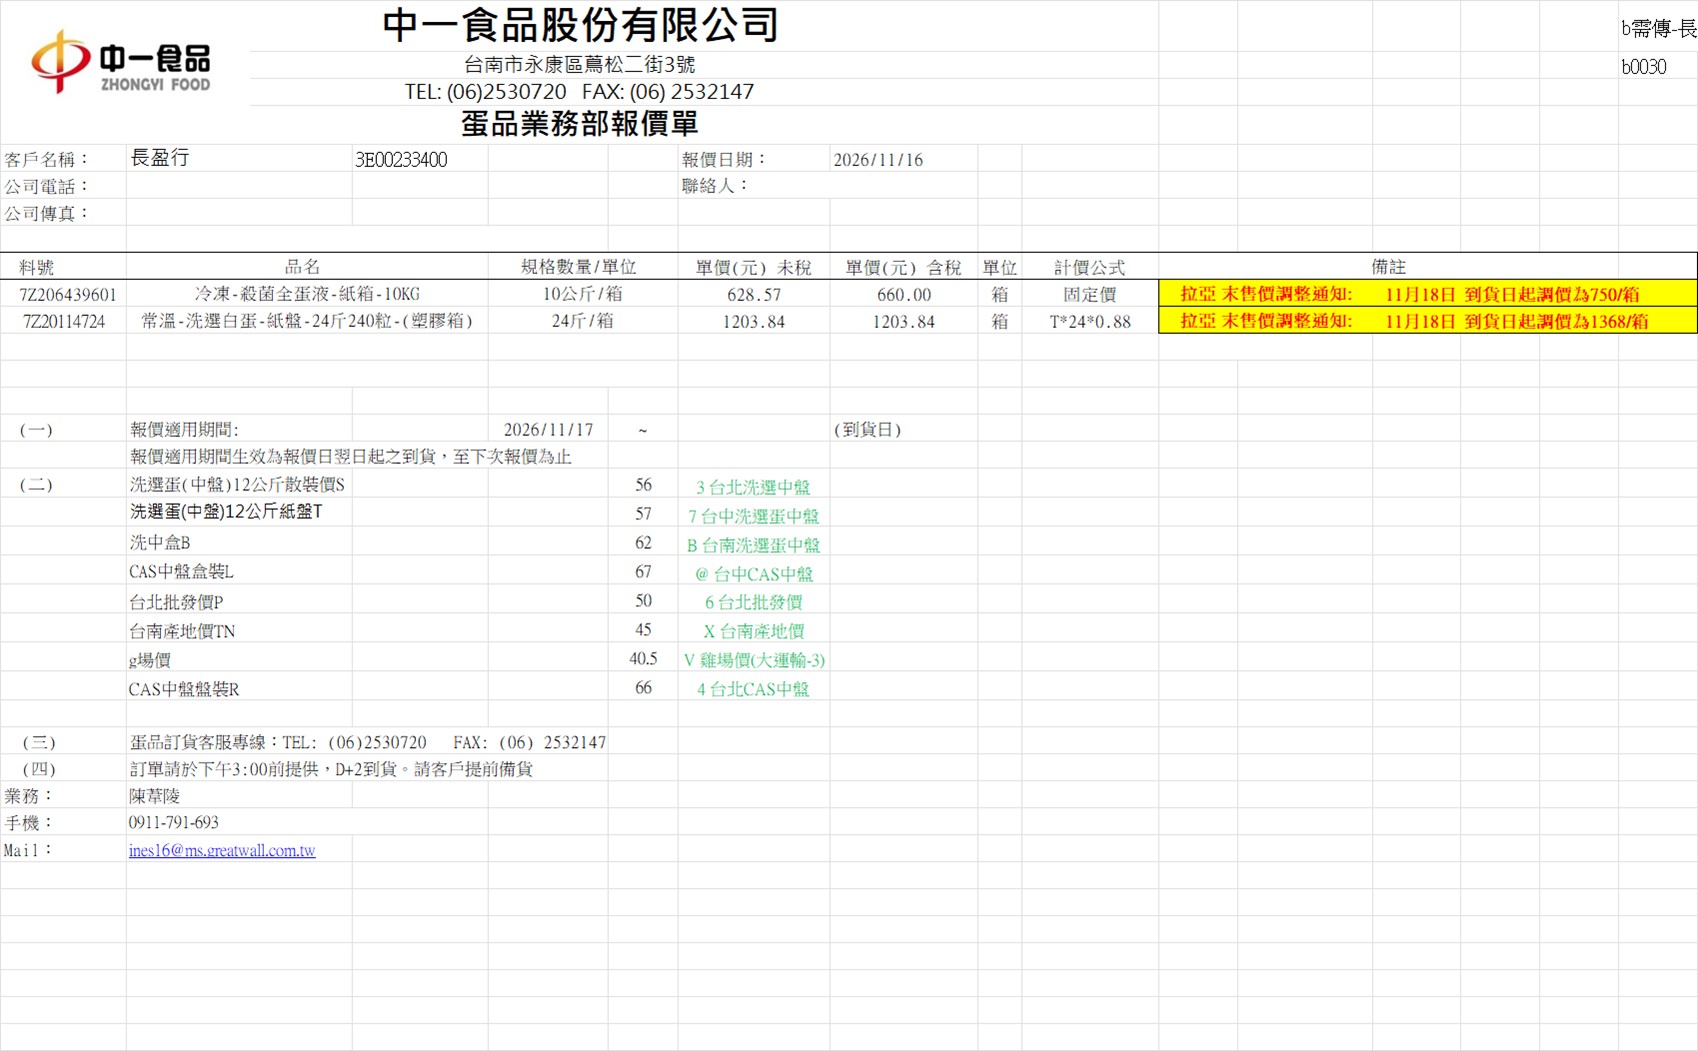 中一食品股份有限公司
b需傳-長
中一食品
ZHONGYI FOOD
台南市永康區蔦松二街3號
b0030
TEL: (06)2530720 FAX: (06) 2532147
蛋品業務部報價單
客戶名稱： 長盈行 3E00233400 報價日期： 2026/11/16
公司電話： 聯絡人：
公司傳真：
料號 品名 規格數量/單位 單價(元) 未稅 單價(元) 含稅 單位 計價公式 備註
7Z206439601 冷凍-殺菌全蛋液-紙箱-10KG 10公斤/箱 628.57 660.00 箱 固定價 拉亞 末售價調整通知: 11月18日 到貨日起調價為750/箱
7Z20114724 常溫-洗選白蛋-紙盤-24斤240粒-(塑膠箱) 24斤/箱 1203.84 1203.84 箱 T*24*0.88 拉亞 末售價調整通知: 11月18日 到貨日起調價為1368/箱
(一) 報價適用期間: 2026/11/17 ~ (到貨日)
報價適用期間生效為報價日翌日起之到貨，至下次報價為止
(二) 洗選蛋(中盤)12公斤散裝價S 56 3 台北洗選中盤
洗選蛋(中盤)12公斤紙盤T 57 7 台中洗選蛋中盤
洗中盒B 62 B 台南洗選蛋中盤
CAS中盤盒裝L 67 @ 台中CAS中盤
台北批發價P 50 6 台北批發價
台南產地價TN 45 X 台南產地價
g場價 40.5 V 雞場價(大運輸-3)
CAS中盤盤裝R 66 4 台北CAS中盤
(三) 蛋品訂貨客服專線：TEL: (06)2530720 FAX: (06) 2532147
(四) 訂單請於下午3:00前提供，D+2到貨。請客戶提前備貨
業務： 陳葦陵
手機： 0911-791-693
Mail： ines16@ms.greatwall.com.tw